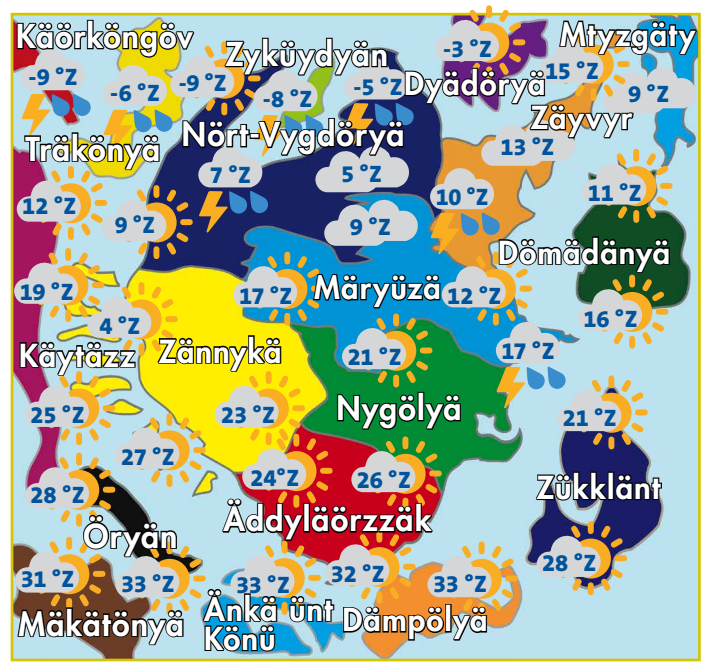 Käörköngöv
Zyküydyän
-3 °Z
Mtyzgäty
-9 °Z
-6 °Z
-9 °Z
-8 °Z
-5 °Z
Dyädöryä
15 °Z
9 °Z
Träkönyä
Nört-Vygdöryä
Zäyvyr
13 °Z
7 °Z
5 °Z
12 °Z
9 °Z
9 °Z
10 °Z
11 °Z
Dömädänyä
19 °Z
17 °Z
Märyüzä
12 °Z
16 °Z
4 °Z
Käytäzz
Zännykä
21 °Z
17 °Z
25 °Z
23 °Z
Nygölyä
21 °Z
27 °Z
24°Z
26 °Z
28 °Z
Zükklänt
Öryän
Äddyläörzzäk
28 °Z
31 °Z
33 °Z
33 °Z
32 °Z
33 °Z
Mäkätönyä
Änkä ünt
Könü
Dämpölyä